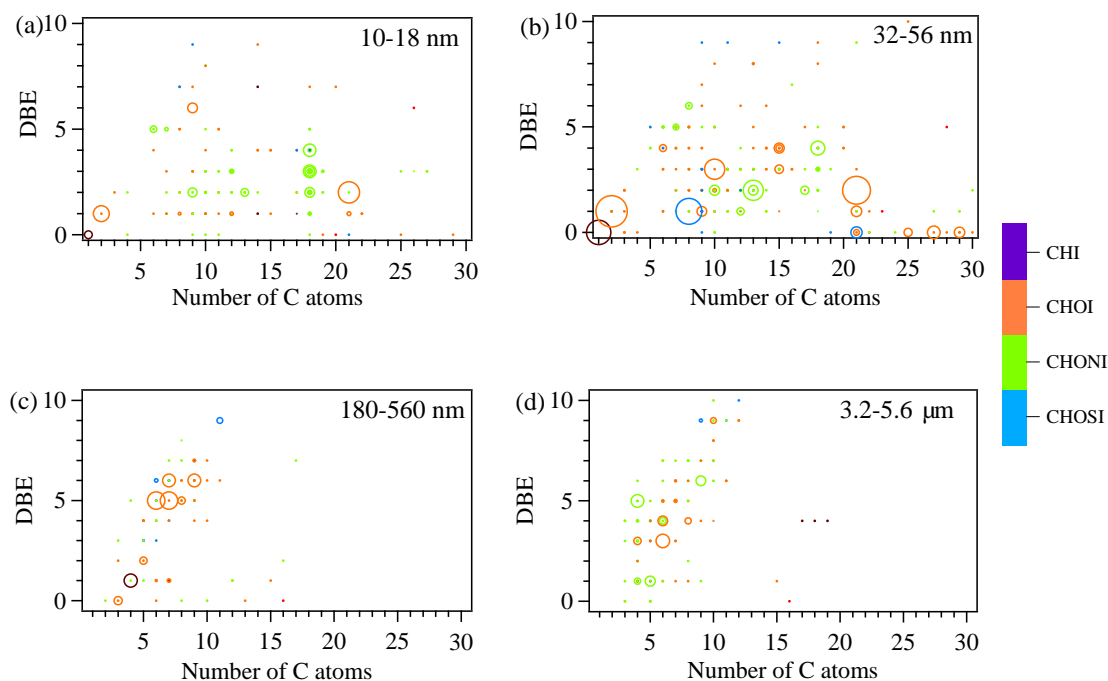 (a)
10-18 nm
10
5
0
DBE
5 10 15 20 25 30
Number of C atoms
(b)
32-56 nm
10
5
0
DBE
5 10 15 20 25 30
Number of C atoms
(c)
180-560 nm
10
5
0
DBE
5 10 15 20 25 30
Number of C atoms
(d)
3.2-5.6 μm
10
5
0
DBE
5 10 15 20 25 30
Number of C atoms
CHI
CHOI
CHONI
CHOSI